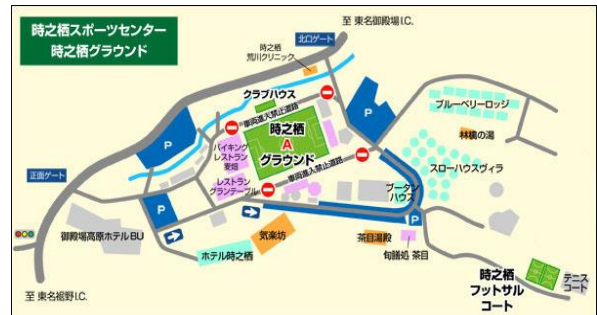 時之栖スポーツセンター
時之栖グラウンド
至 東名御殿場I.C.
北口ゲート
時之栖
荒川クリニック
クラブハウス
車両進入禁止道路
P
P
ブルーベリーロッジ
時之栖
A
グラウンド
バイキング
レストラン
麦畑
林檎の湯
スローハウスヴィラ
正面ゲート
レストラン
グランテーブル
車両進入禁止道路
ブータン
ハウス
P
P
御殿場高原ホテルBU
気楽坊
ホテル時之栖
茶目湯殿
旬膳処 茶目
時之栖
フットサル
コート
テニス
コート
至 東名裾野I.C.